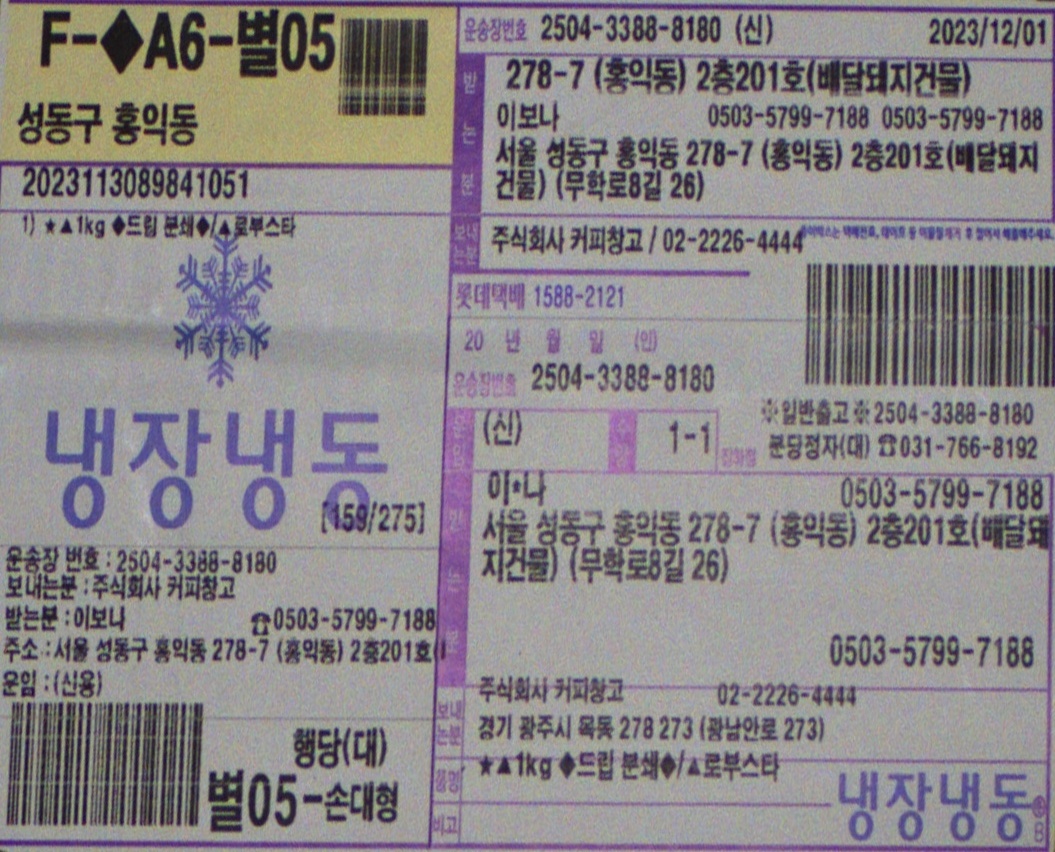 F-◆A6-별05
성동구 홍익동
20231130898410​51
1) ★▲1kg ◆드립 분쇄◆/▲로부스타
냉장냉동
[159/275]
운송장 번호 : 2504-3388-8180
보내는분 : 주식회사 커피창고
받는분 : 이보나 ☎0503-5799-7188
주소 : 서울 성동구 홍익동 278-7 (홍익동) 2층201호(
운임 : (신용)
행당(대)
별05-손대형
운송장번호 2504-3388-8180 (신) 2023/12/01
받는분
278-7 (홍익동) 2층201호(배달돼지건물)
이보나 0503-5799-7188 0503-5799-7188
서울 성동구 홍익동 278-7 (홍익동) 2층201호(배달돼지
건물) (무학로8길 26)
보내는분 주식회사 커피창고 / 02-2226-4444
롯데택배 1588-2121
20 년 월 일 (인)
운송장번호 2504-3388-8180
※일반출고※2504-3388-8180
운임 (신) 수량 1-1
집하점 분당정자(대) ☎031-766-8192
받는분
이*나 0503-5799-7188
서울 성동구 홍익동 278-7 (홍익동) 2층201호(배달돼
지건물) (무학로8길 26)
0503-5799-7188
보내는분 주식회사 커피창고 02-2226-4444
경기 광주시 목동 278 273 (광남안로 273)
품명 ★▲1kg ◆드립 분쇄◆/▲로부스타
비고
냉장냉동
B